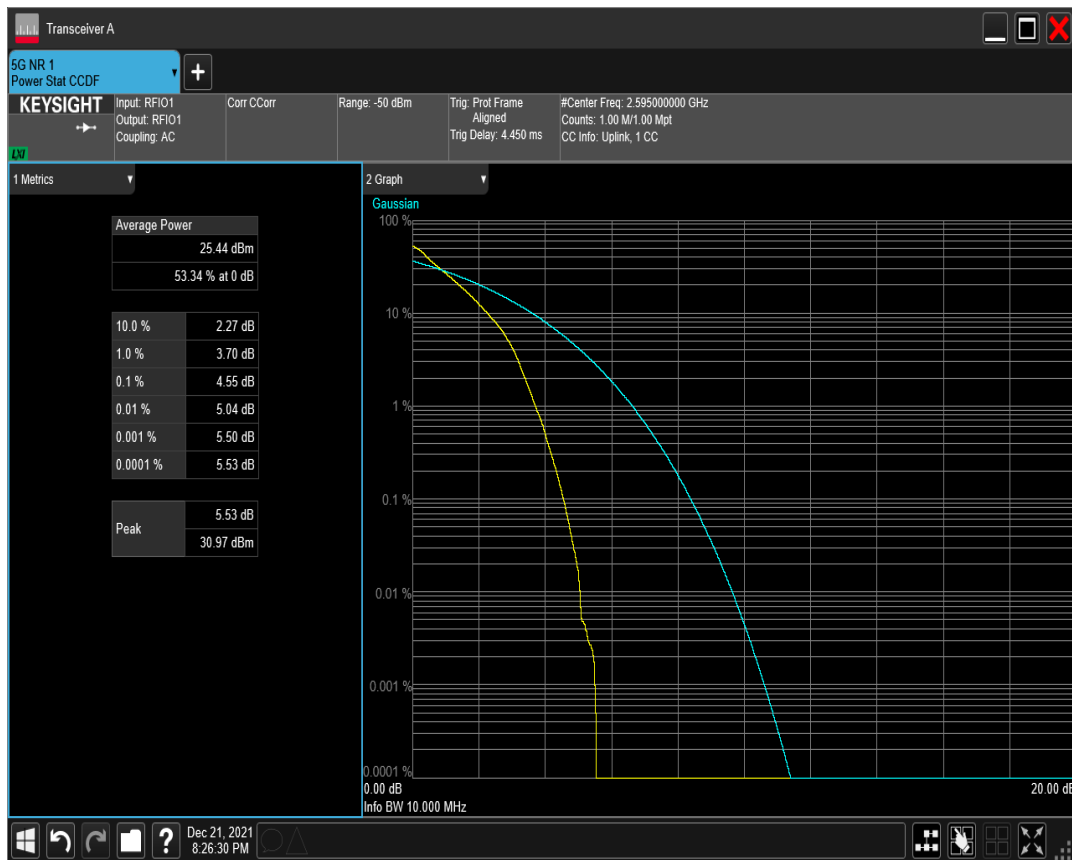 Transceiver A
5G NR 1
Power Stat CCDF
KEYSIGHT
LXI
Input: RFIO1
Output: RFIO1
Coupling: AC
Corr CCorr
Range: -50 dBm
Trig: Prot Frame
Aligned
Trig Delay: 4.450 ms
#Center Freq: 2.595000000 GHz
Counts: 1.00 M/1.00 Mpt
CC Info: Uplink, 1 CC
1 Metrics
Average Power
25.44 dBm
53.34 % at 0 dB
10.0 % 2.27 dB
1.0 % 3.70 dB
0.1 % 4.55 dB
0.01 % 5.04 dB
0.001 % 5.50 dB
0.0001 % 5.53 dB
Peak
5.53 dB
30.97 dBm
2 Graph
Gaussian
100 %
10 %
1 %
0.1 %
0.01 %
0.001 %
0.0001 %
0.00 dB 20.00 dB
Info BW 10.000 MHz
?
Dec 21, 2021
8:26:30 PM